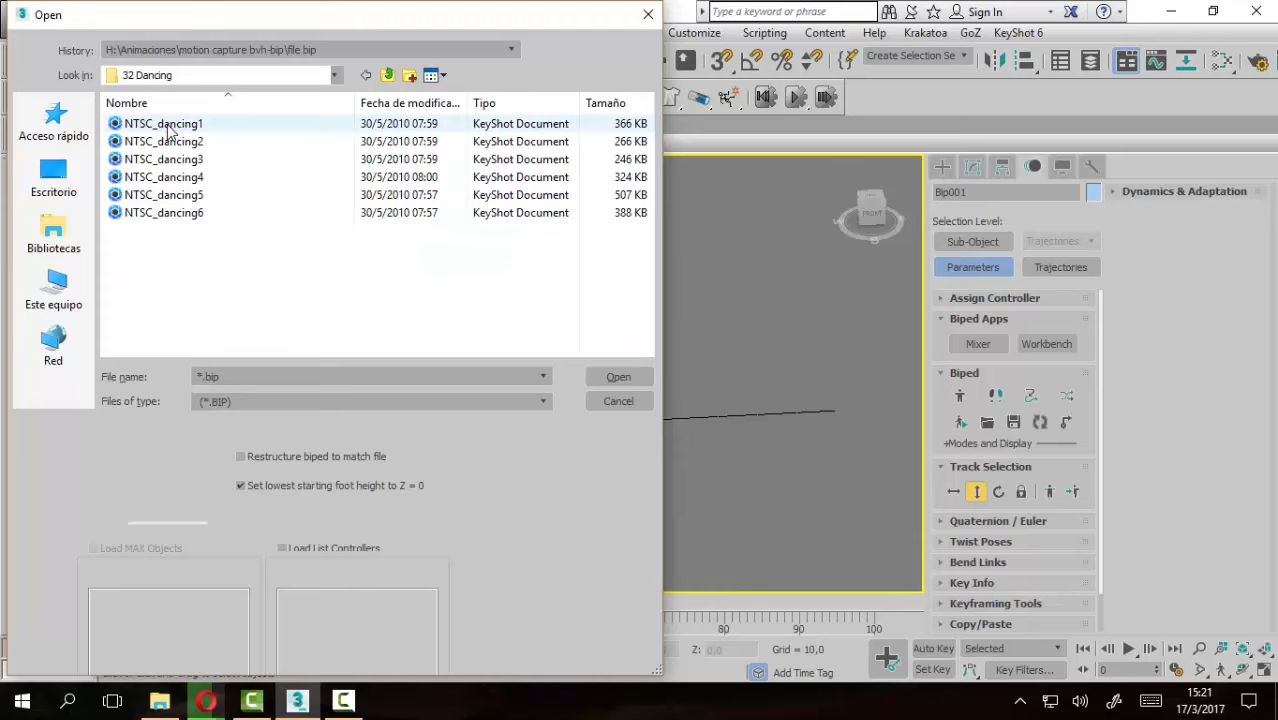 Open
Type a keyword or phrase
Sign In
History:
H:\Animaciones\motion capture bvh-bip\file bip
Customize
Scripting
Content
Help
Krakatoa
GoZ
KeyShot 6
Look in:
32 Dancing
Create Selection Se
Nombre
Fecha de modifica...
Tipo
Tamaño
NTSC_dancing1
30/5/2010 07:59
KeyShot Document
366 KB
NTSC_dancing2
30/5/2010 07:59
KeyShot Document
266 KB
NTSC_dancing3
30/5/2010 07:59
KeyShot Document
246 KB
NTSC_dancing4
30/5/2010 08:00
KeyShot Document
324 KB
NTSC_dancing5
30/5/2010 07:57
KeyShot Document
507 KB
NTSC_dancing6
30/5/2010 07:57
KeyShot Document
388 KB
Acceso rápido
Escritorio
Bibliotecas
Este equipo
Red
File name:
*.bip
Open
Files of type:
(*.BIP)
Cancel
Restructure biped to match file
Set lowest starting foot height to Z = 0
Load MAX Objects
Load List Controllers
FRONT
Bip001
Dynamics & Adaptation
Selection Level:
Sub-Object
Trajectories
Parameters
Trajectories
Assign Controller
Biped Apps
Mixer
Workbench
Biped
+Modes and Display
Track Selection
Quaternion / Euler
Twist Poses
Bend Links
Key Info
Keyframing Tools
Copy/Paste
80
90
100
Z:
0,0
Grid = 10,0
Auto Key
Selected
Add Time Tag
Set Key
Key Filters...
0
15:21
17/3/2017